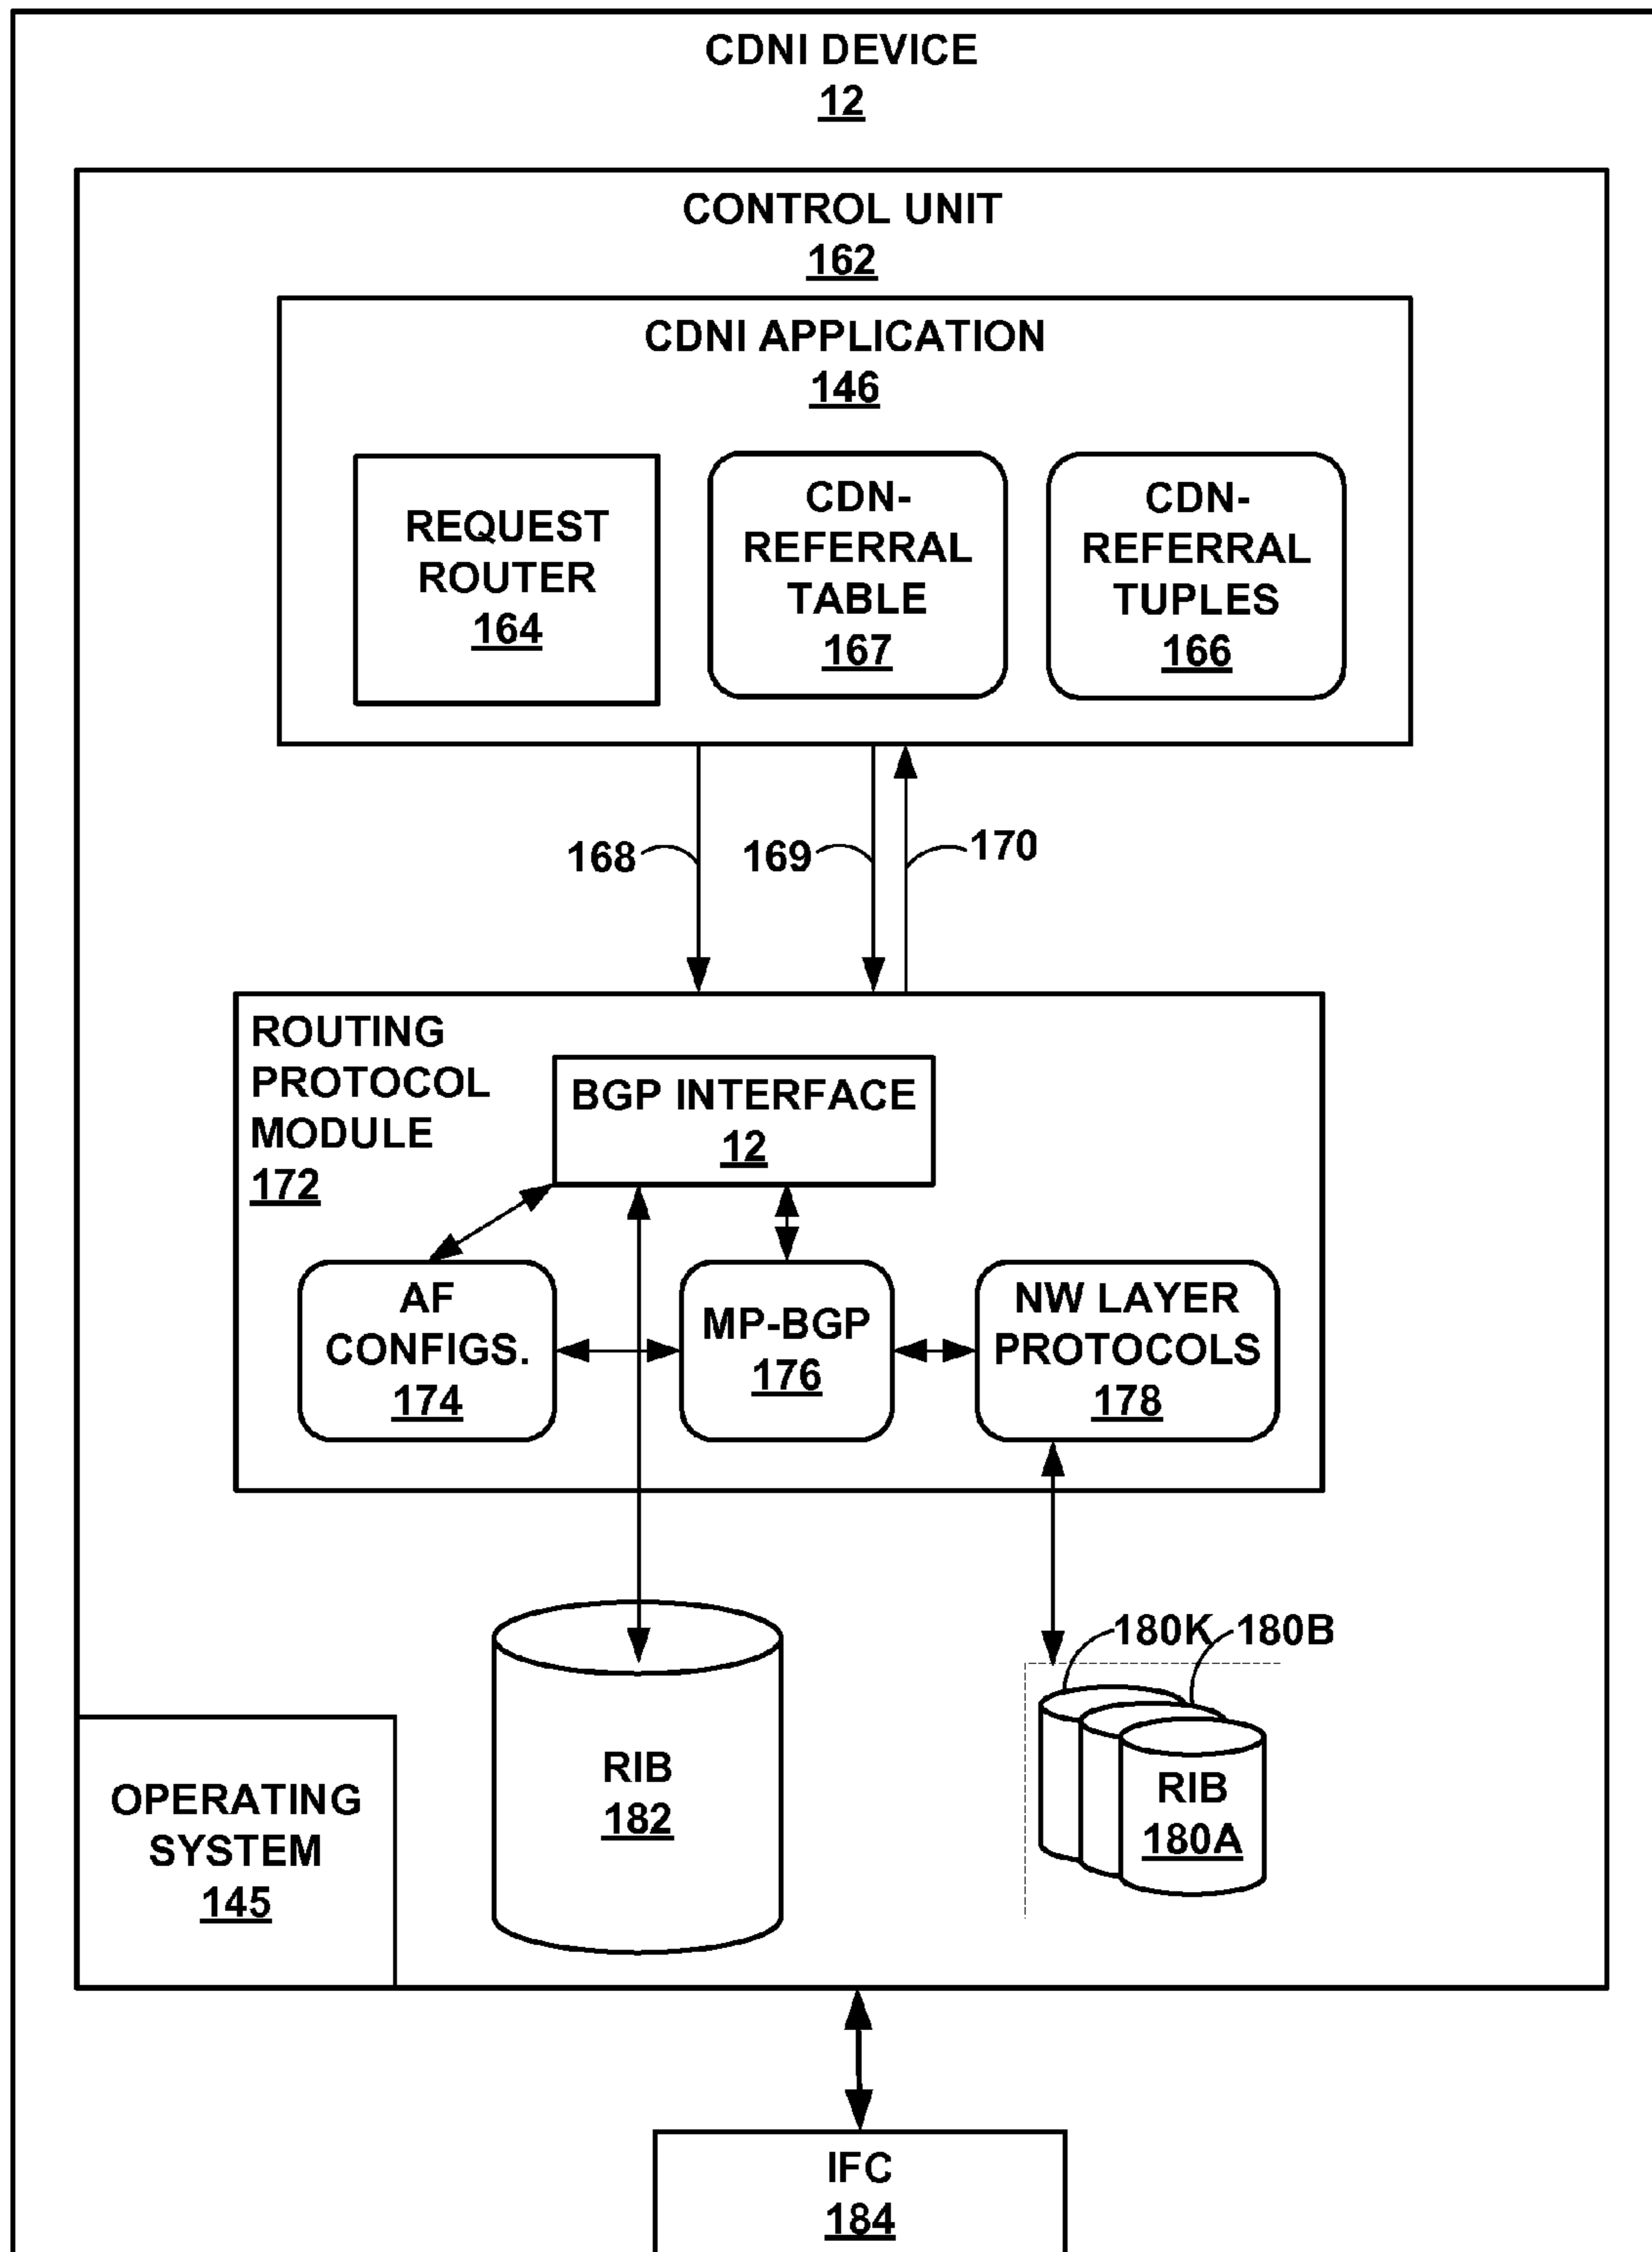 CDNI DEVICE
12
CONTROL UNIT
162
CDNI APPLICATION
146
REQUEST
ROUTER
164
CDN-
REFERRAL
TABLE
167
CDN-
REFERRAL
TUPLES
166
168
169
170
ROUTING
PROTOCOL
MODULE
172
BGP INTERFACE
12
AF
CONFIGS.
174
MP-BGP
176
NW LAYER
PROTOCOLS
178
180K
180B
RIB
182
RIB
180A
OPERATING
SYSTEM
145
IFC
184